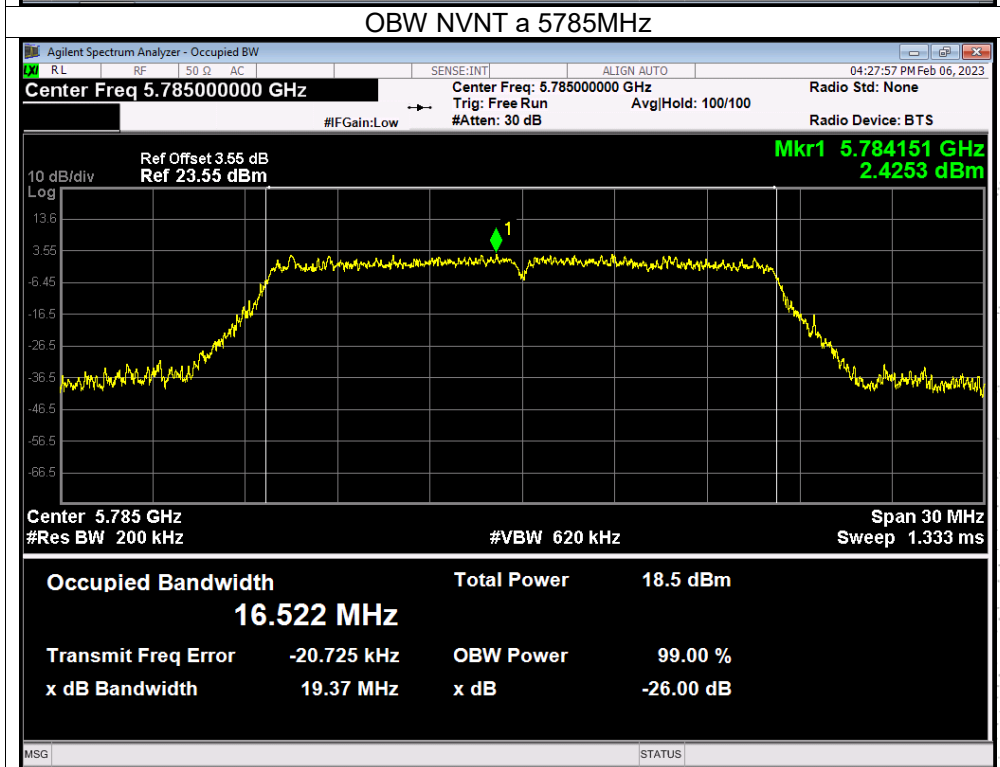 OBW NVNT a 5785MHz
Agilent Spectrum Analyzer - Occupied BW
LXI RL RF 50 Ω AC SENSE:INT ALIGN AUTO 04:27:57 PM Feb 06, 2023
Center Freq 5.785000000 GHz Center Freq: 5.785000000 GHz Radio Std: None
Trig: Free Run Avg|Hold: 100/100
#IFGain:Low #Atten: 30 dB Radio Device: BTS
Mkr1 5.784151 GHz
Ref Offset 3.55 dB
2.4253 dBm
10 dB/div Ref 23.55 dBm
Log
13.6
1
3.55
-6.45
-16.5
-26.5
-36.5
-46.5
-56.5
-66.5
Center 5.785 GHz Span 30 MHz
#Res BW 200 kHz #VBW 620 kHz Sweep 1.333 ms
Occupied Bandwidth Total Power 18.5 dBm
16.522 MHz
Transmit Freq Error -20.725 kHz OBW Power 99.00 %
x dB Bandwidth 19.37 MHz x dB -26.00 dB
MSG STATUS